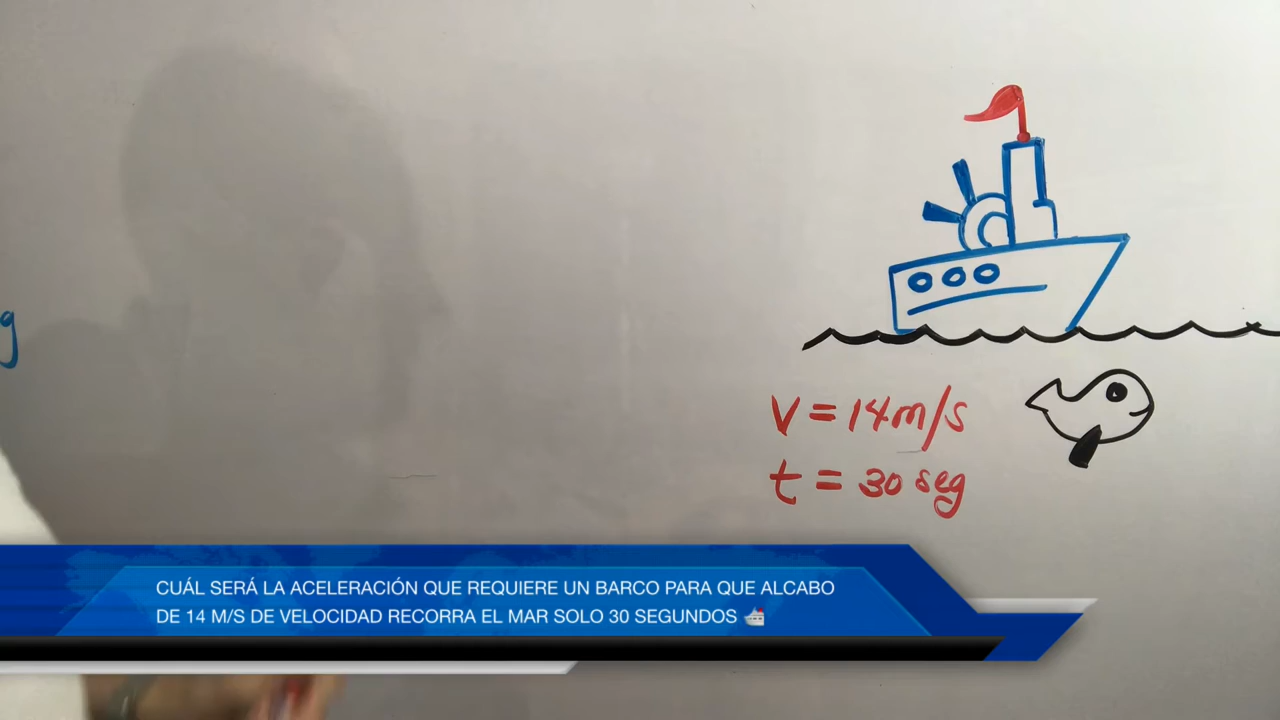 g
V = 14 m/s
t = 30 seg
CUÁL SERÁ LA ACELERACIÓN QUE REQUIERE UN BARCO PARA QUE ALCABO
DE 14 M/S DE VELOCIDAD RECORRA EL MAR SOLO 30 SEGUNDOS 🚢